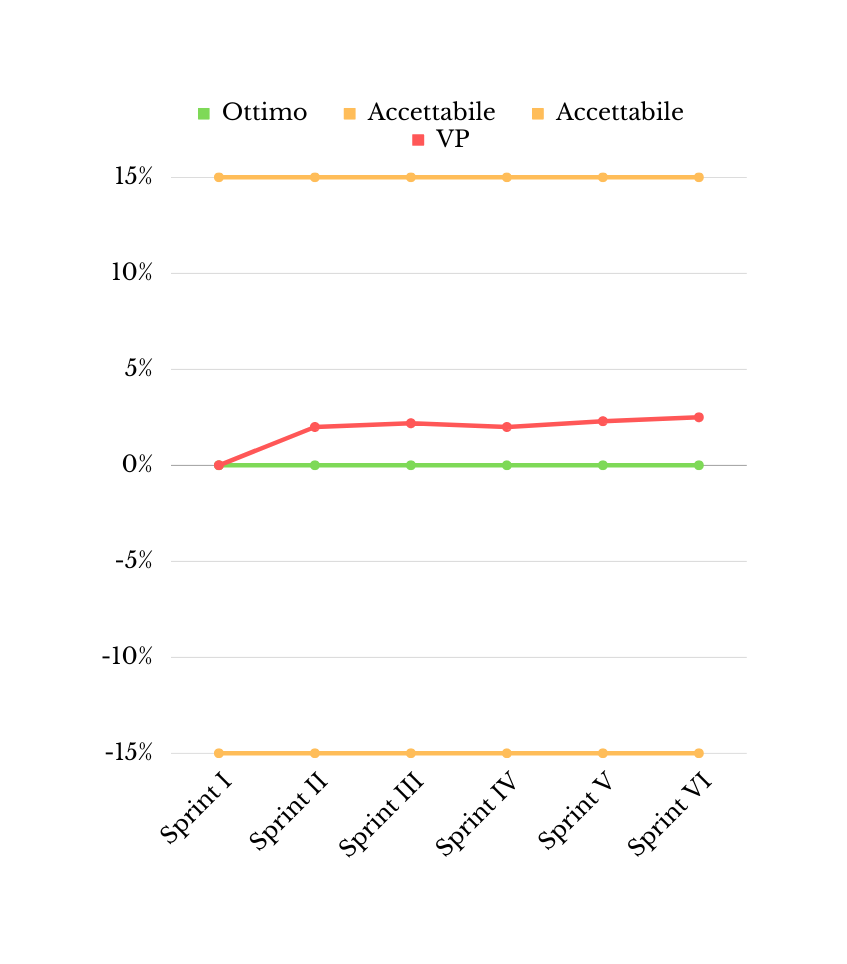 Ottimo Accettabile Accettabile
VP
15%
10%
5%
0%
-5%
-10%
-15%
Sprint I Sprint II Sprint III Sprint IV Sprint V Sprint VI